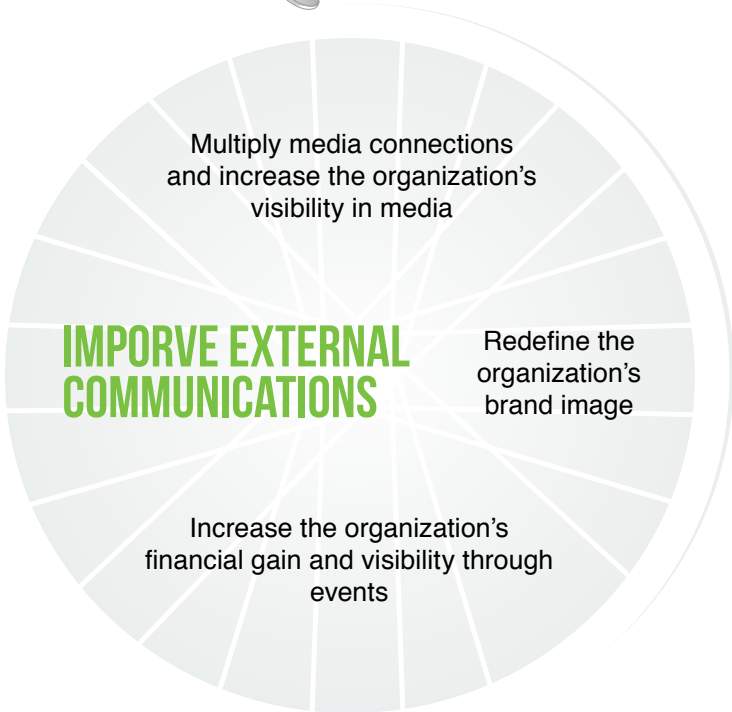 Multiply media connections
and increase the organization's
visibility in media
IMPORVE EXTERNAL
COMMUNICATIONS
Redefine the
organization's
brand image
Increase the organization's
financial gain and visibility through
events